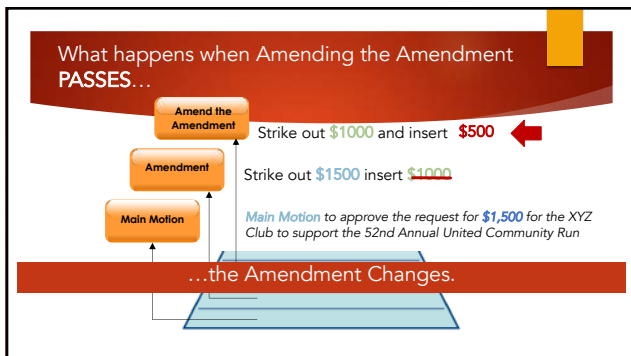 What happens when Amending the Amendment
PASSES…
Amend the
Amendment
Strike out $1000 and insert $500
Amendment
Strike out $1500 insert $1000
Main Motion
Main Motion to approve the request for $1,500 for the XYZ
Club to support the 52nd Annual United Community Run
…the Amendment Changes.